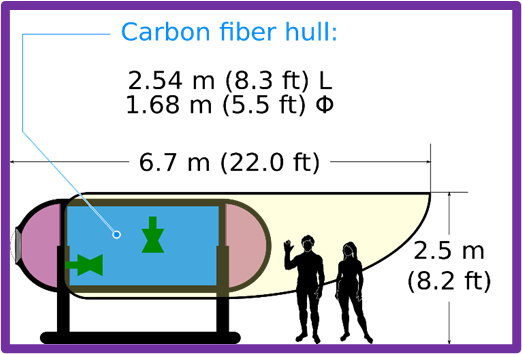 Carbon fiber hull:
2.54 m (8.3 ft) L
1.68 m (5.5 ft) Φ
6.7 m (22.0 ft)
2.5 m
(8.2 ft)